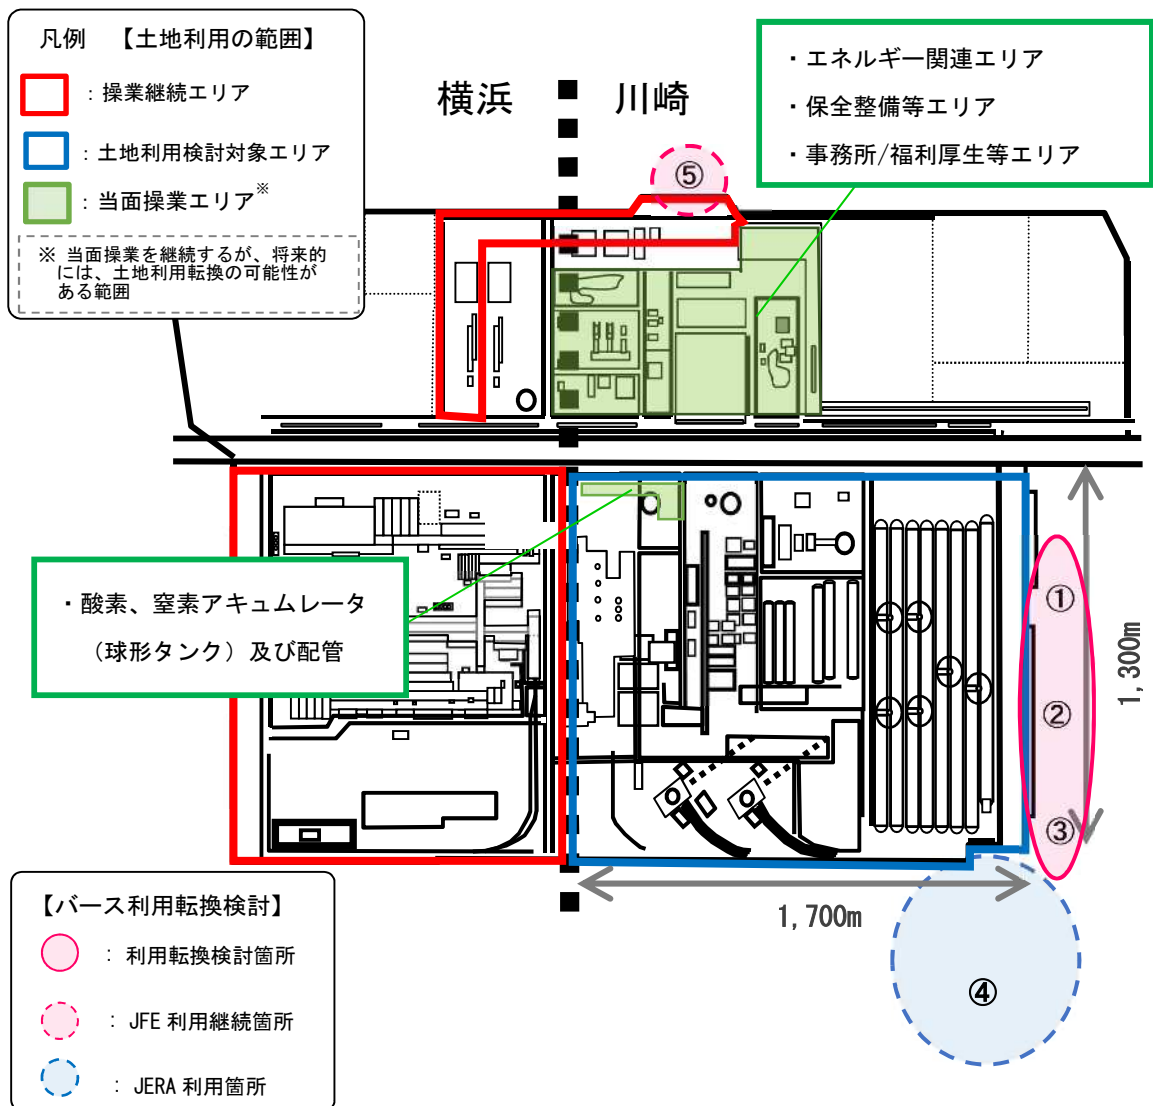 凡例 【土地利用の範囲】
：操業継続エリア
：土地利用検討対象エリア
：当面操業エリア※
※ 当面操業を継続するが、将来的
には、土地利用転換の可能性が
ある範囲
横浜
川崎
・エネルギー関連エリア
・保全整備等エリア
・事務所/福利厚生等エリア
⑤
・酸素、窒素アキュムレータ
（球形タンク）及び配管
①
②
③
1,300m
1,700m
④
【バース利用転換検討】
：利用転換検討箇所
：JFE 利用継続箇所
：JERA 利用箇所